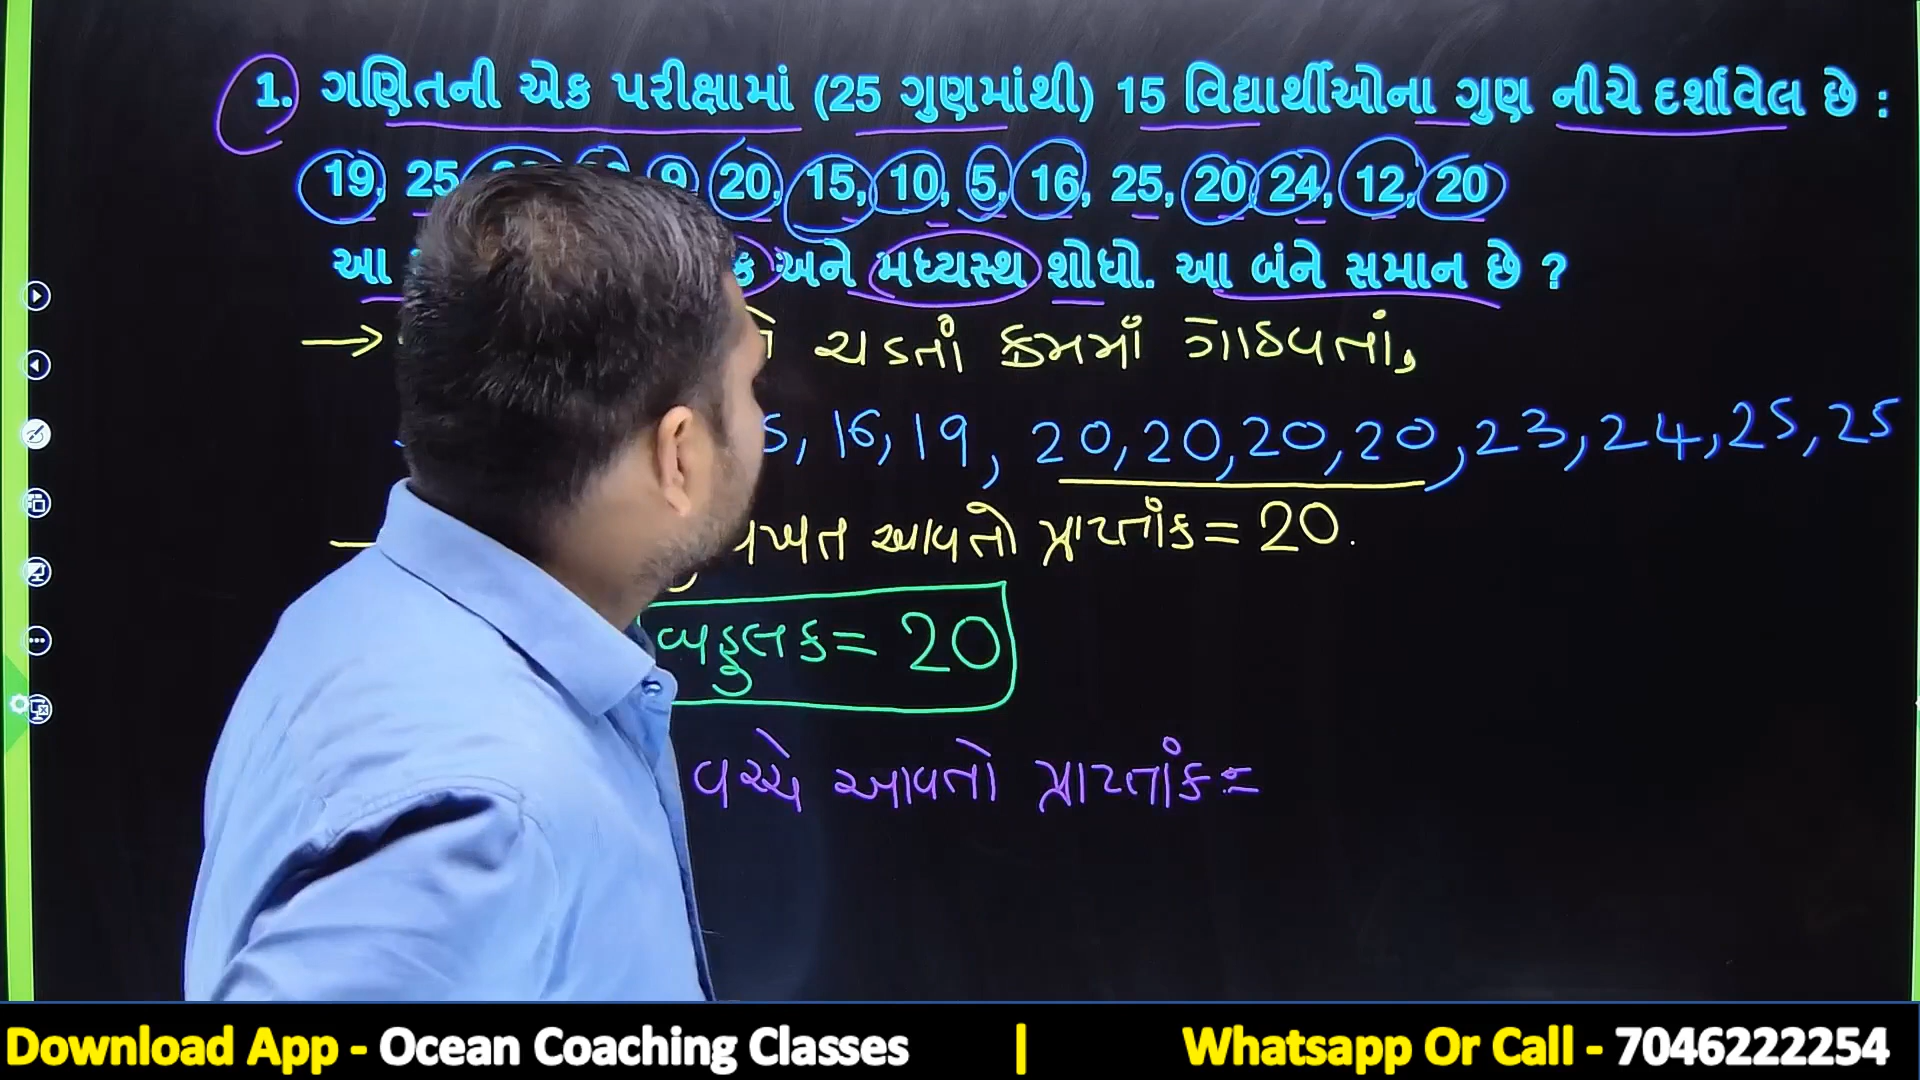 1. ગણિતની એક પરીક્ષામાં (25 ગુણમાંથી) 15 વિદ્યાર્થીઓના ગુણ નીચે દર્શાવેલ છે :
19, 25, 9 20, 15, 10, 5, 16, 25, 20 24, 12, 20
આ અને મધ્યસ્થ શોધો. આ બંને સમાન છે ?
→ ચડતાં ક્રમમાં ગોઠવતાં,
16, 19, 20, 20, 20, 20, 23, 24, 25, 25
વખત આવતો પ્રાપ્તાંક = 20.
બહુલક = 20
વચ્ચે આવતો પ્રાપ્તાંક =
Download App - Ocean Coaching Classes | Whatsapp Or Call - 7046222254